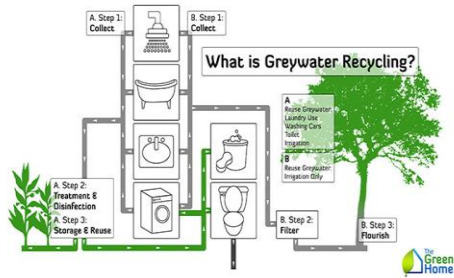 A. Step 1:
Collect
B. Step 1:
Collect
What is Greywater Recycling?
A
Reuse Greywater:
Laundry Use
Washing Cars
Toilet
Irrigation
B
Reuse Greywater:
Irrigation Only
A. Step 2:
Treatment &
Disinfection
A. Step 3:
Storage & Reuse
B. Step 2:
Filter
B. Step 3:
Flourish
The
Green
Home